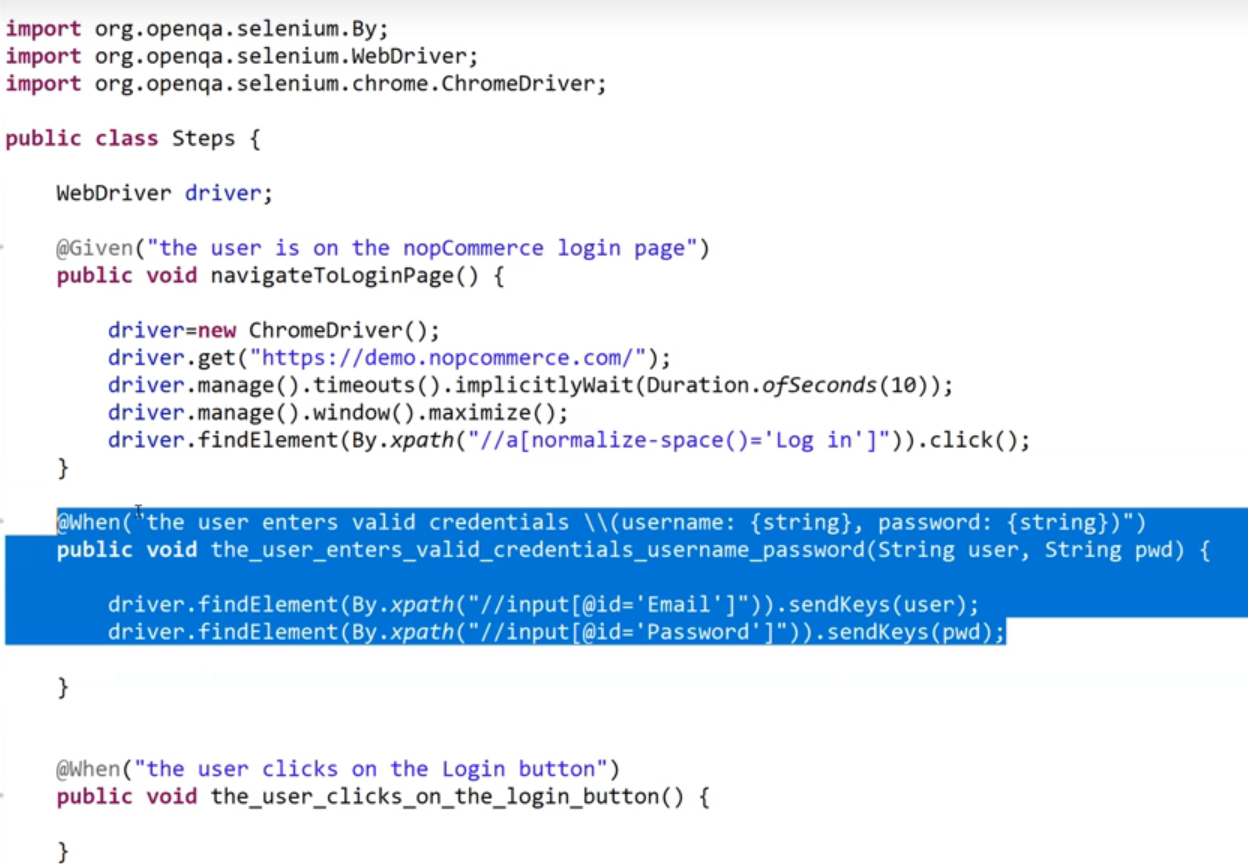 import org.openqa.selenium.By;
import org.openqa.selenium.WebDriver;
import org.openqa.selenium.chrome.ChromeDriver;
public class Steps {
WebDriver driver;
@Given("the user is on the nopCommerce login page")
public void navigateToLoginPage() {
driver=new ChromeDriver();
driver.get("https://demo.nopcommerce.com/");
driver.manage().timeouts().implicitlyWait(Duration.ofSeconds(10));
driver.manage().window().maximize();
driver.findElement(By.xpath("//a[normalize-space()='Log in']")).click();
}
@When("the user enters valid credentials \\(username: {string}, password: {string})")
public void the_user_enters_valid_credentials_username_password(String user, String pwd) {
driver.findElement(By.xpath("//input[@id='Email']")).sendKeys(user);
driver.findElement(By.xpath("//input[@id='Password']")).sendKeys(pwd);
}
@When("the user clicks on the Login button")
public void the_user_clicks_on_the_login_button() {
}